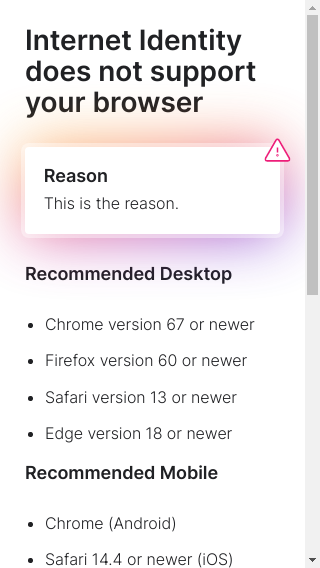 Internet Identity
does not support
your browser
Reason
This is the reason.
Recommended Desktop
Chrome version 67 or newer
Firefox version 60 or newer
Safari version 13 or newer
Edge version 18 or newer
Recommended Mobile
Chrome (Android)
Safari 14.4 or newer (iOS)